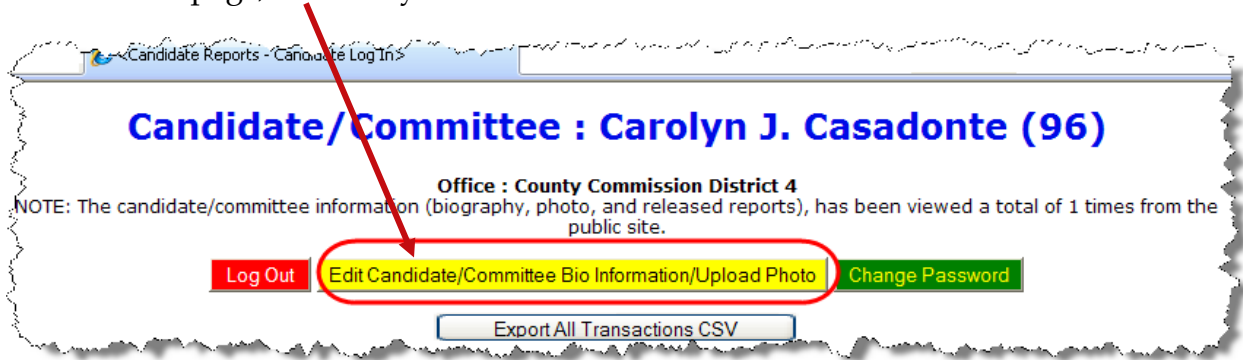 <Candidate Reports - Candidate Log In>
Candidate/Committee : Carolyn J. Casadonte (96)
Office : County Commission District 4
NOTE: The candidate/committee information (biography, photo, and released reports), has been viewed a total of 1 times from the
public site.
Log Out Edit Candidate/Committee Bio Information/Upload Photo Change Password
Export All Transactions CSV